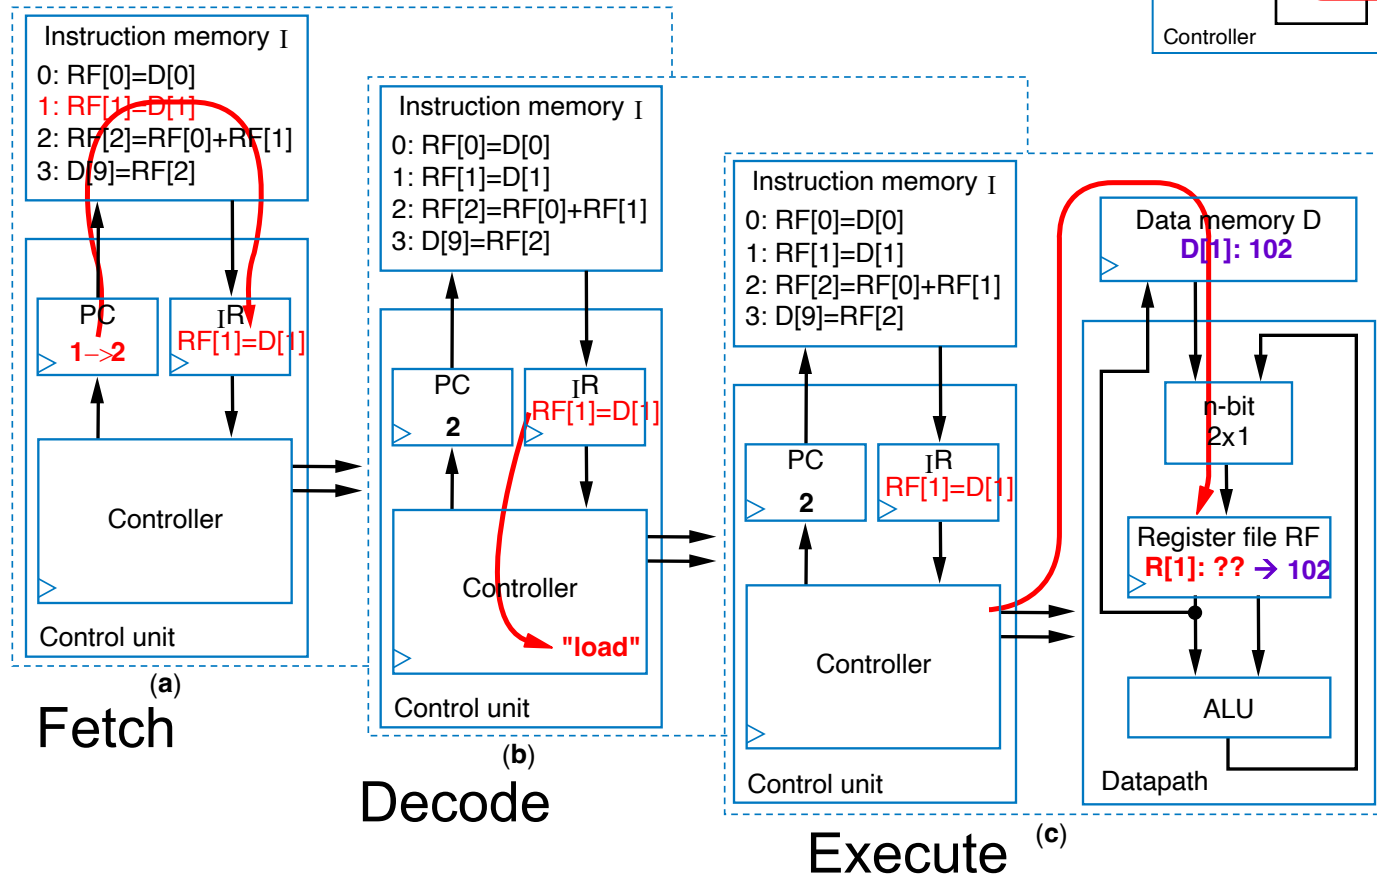 Controller
Instruction memory I
0: RF[0]=D[0]
1: RF[1]=D[1]
2: RF[2]=RF[0]+RF[1]
3: D[9]=RF[2]
PC
1–>2
IR
RF[1]=D[1]
Controller
Control unit
(a)
Fetch
Instruction memory I
0: RF[0]=D[0]
1: RF[1]=D[1]
2: RF[2]=RF[0]+RF[1]
3: D[9]=RF[2]
PC
2
IR
RF[1]=D[1]
Controller
"load"
Control unit
(b)
Decode
Instruction memory I
0: RF[0]=D[0]
1: RF[1]=D[1]
2: RF[2]=RF[0]+RF[1]
3: D[9]=RF[2]
PC
2
IR
RF[1]=D[1]
Controller
Control unit
Data memory D
D[1]: 102
n-bit
2x1
Register file RF
R[1]: ?? → 102
ALU
Datapath
(c)
Execute